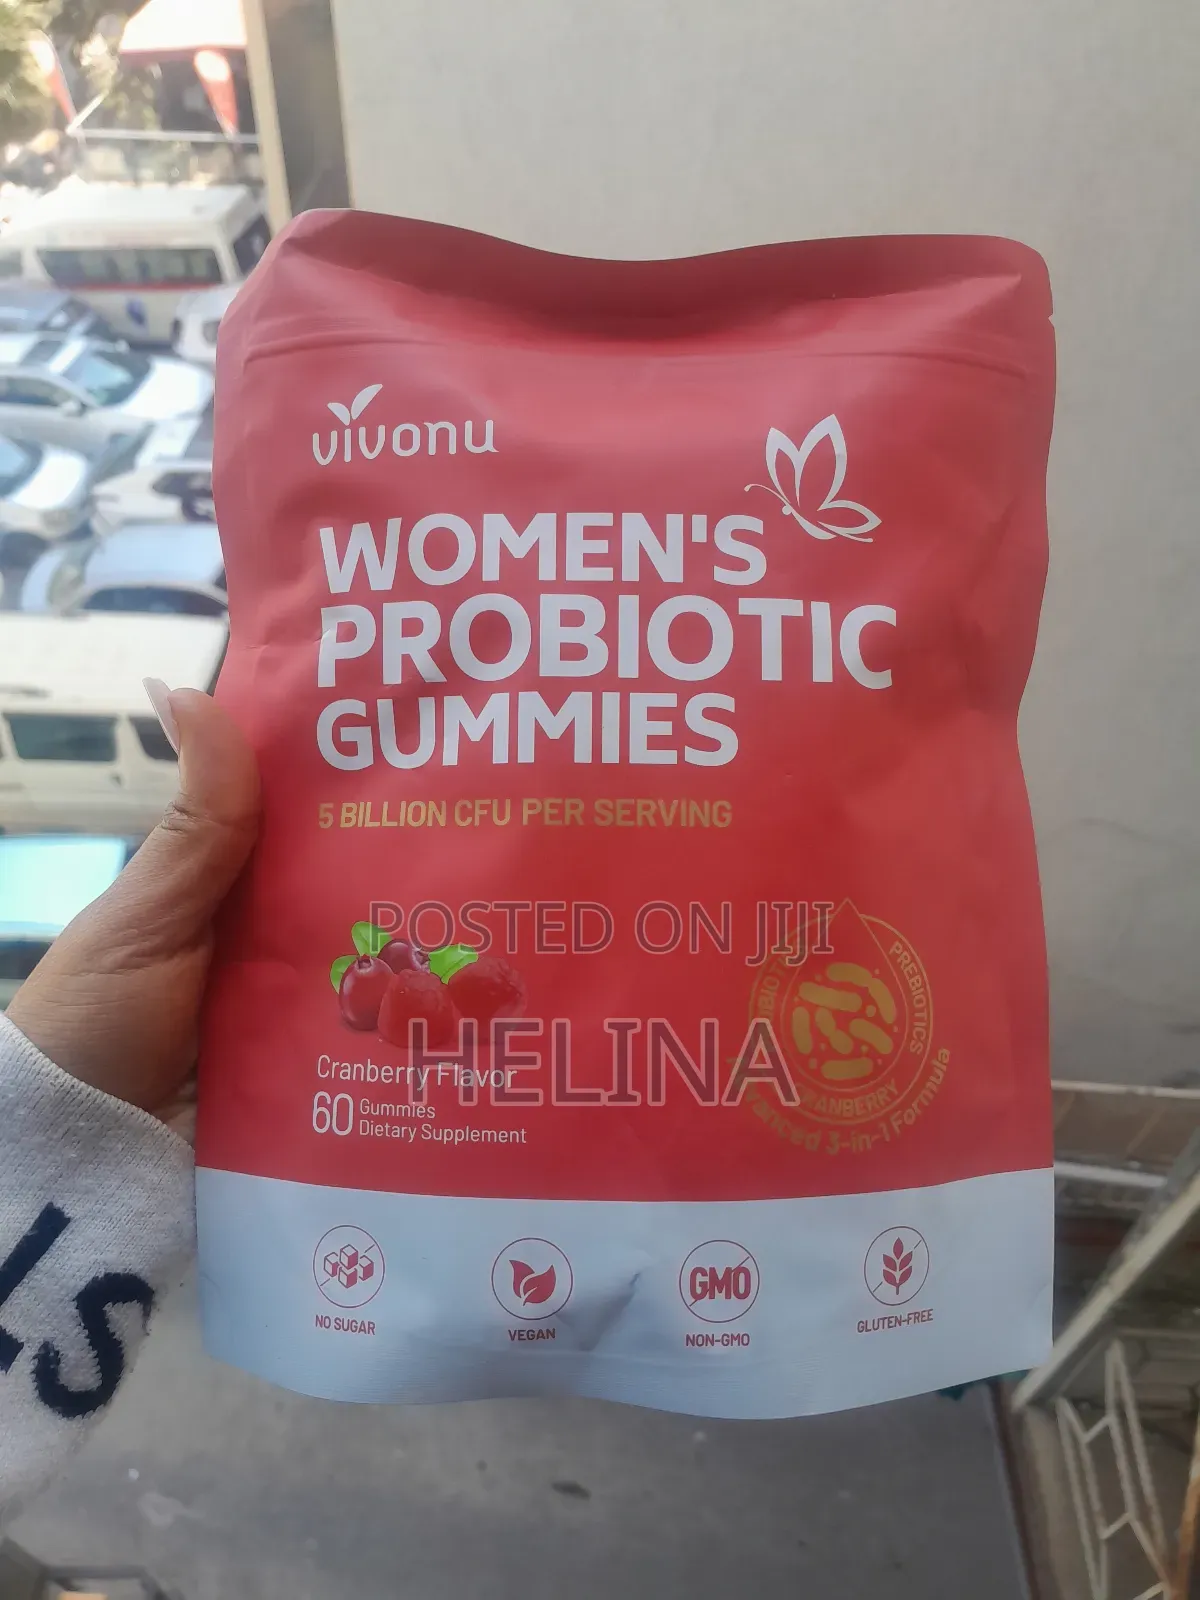 vivonu
WOMEN'S
PROBIOTIC
GUMMIES
5 BILLION CFU PER SERVING
POSTED ON JIJI
HELINA
PREBIOTICS
CRANBERRY
Advanced 3-in-1 Formula
Cranberry Flavor
60 Gummies
Dietary Supplement
NO SUGAR
VEGAN
GMO
NON-GMO
GLUTEN-FREE